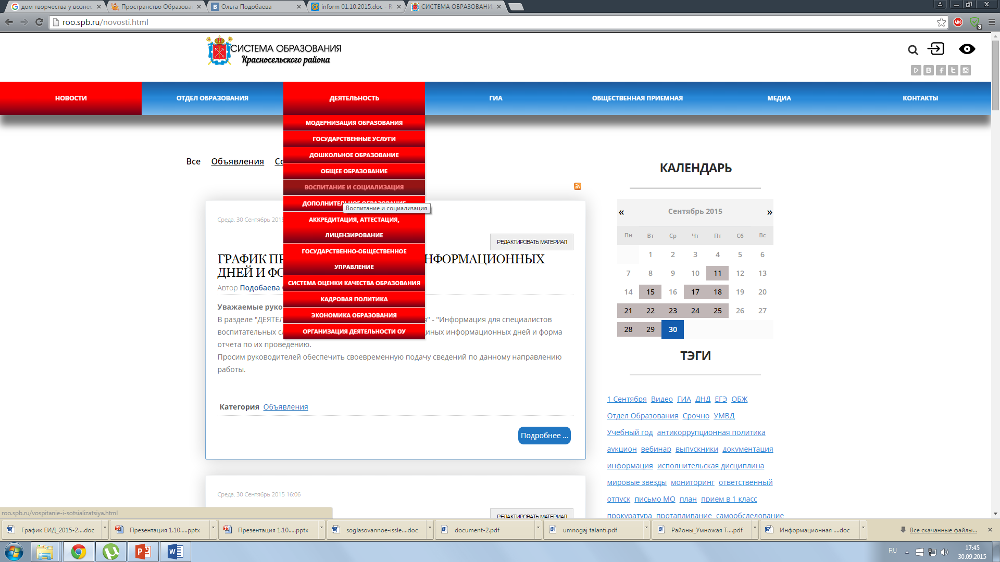 дом творчества у вознес
Пространство Образова
Ольга Подобаева
inform 01.10.2015.doc - R
СИСТЕМА ОБРАЗОВАНИ
roo.spb.ru/novosti.html
ABS
3
СИСТЕМА ОБРАЗОВАНИЯ
Красносельского района
НОВОСТИ
ОТДЕЛ ОБРАЗОВАНИЯ
ДЕЯТЕЛЬНОСТЬ
ГИА
ОБЩЕСТВЕННАЯ ПРИЕМНАЯ
МЕДИА
КОНТАКТЫ
МОДЕРНИЗАЦИЯ ОБРАЗОВАНИЯ
ГОСУДАРСТВЕННЫЕ УСЛУГИ
ДОШКОЛЬНОЕ ОБРАЗОВАНИЕ
ОБЩЕЕ ОБРАЗОВАНИЕ
ВОСПИТАНИЕ И СОЦИАЛИЗАЦИЯ
ДОПОЛНИТЕЛЬНОЕ ОБРАЗОВАНИЕ
Воспитание и социализация
АККРЕДИТАЦИЯ, АТТЕСТАЦИЯ,
ЛИЦЕНЗИРОВАНИЕ
ГОСУДАРСТВЕННО-ОБЩЕСТВЕННОЕ
УПРАВЛЕНИЕ
СИСТЕМА ОЦЕНКИ КАЧЕСТВА ОБРАЗОВАНИЯ
КАДРОВАЯ ПОЛИТИКА
ЭКОНОМИКА ОБРАЗОВАНИЯ
ОРГАНИЗАЦИЯ ДЕЯТЕЛЬНОСТИ ОУ
Все Объявления Со
Среда, 30 Сентябрь 2015
РЕДАКТИРОВАТЬ МАТЕРИАЛ
ГРАФИК ПР НФОРМАЦИОННЫХ
ДНЕЙ И ФО
Автор Подобаева
Уважаемые руко
В разделе "ДЕЯТЕЛ я" - "Информация для специалистов
воспитательных сл диных информационных дней и форма
отчета по их проведению.
Просим руководителей обеспечить своевременную подачу сведений по данному направлению
работы.
Категория Объявления
Подробнее ...
Среда, 30 Сентябрь 2015 16:06
РЕДАКТИРОВАТЬ МАТЕРИАЛ
КАЛЕНДАРЬ
« Сентябрь 2015 »
Пн Вт Ср Чт Пт Сб Вс
1 2 3 4 5 6
7 8 9 10 11 12 13
14 15 16 17 18 19 20
21 22 23 24 25 26 27
28 29 30
ТЭГИ
1 Сентября Видео ГИА ДНД ЕГЭ ОБЖ
Отдел Образования Срочно УМВД
Учебный год антикоррупционная политика
аукцион вебинар выпускники документация
информация исполнительская дисциплина
мировые звезды мониторинг ответственный
отпуск письмо МО план прием в 1 класс
прокуратура протапливание самообследование
roo.spb.ru/vospitanie-i-sotsializatsiya.html
График ЕИД_2015-2....doc
Презентация 1.10.....pptx
Презентация 1.10.....pptx
soglasovannoe-issle....doc
document-2.pdf
umnogaj talanti.pdf
Районы_Умножая Т....pdf
Информационная ....doc
Все скачанные файлы...
RU
17:45
30.09.2015